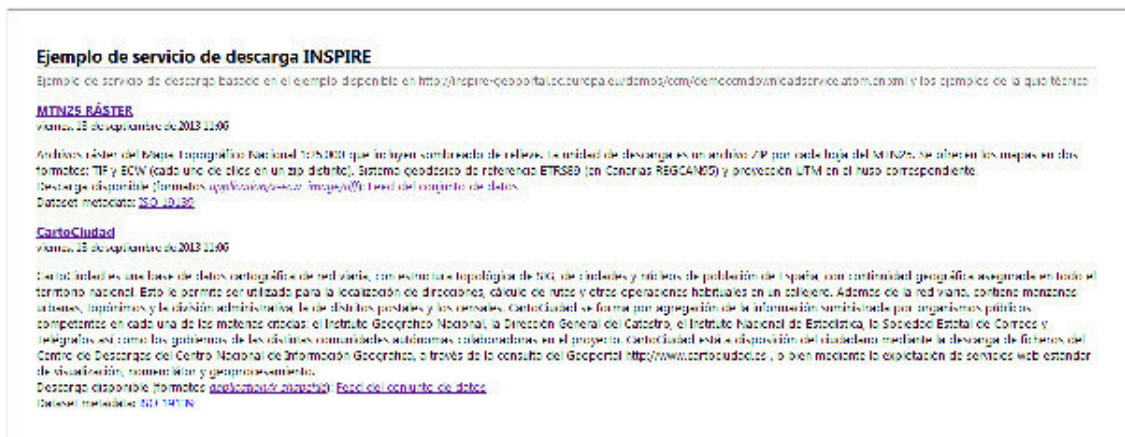 Ejemplo de servicio de descarga INSPIRE
Ejemplo de servicio de descarga basado en el ejemplo disponible en http://inspire-geoportal.ec.europa.eu/demos/ccm/democcmdownloadservice.atom.en.xml y los ejemplos de la guía técnica
MTN25 RÁSTER
viernes, 13 de septiembre de 2013 11:06
Archivos ráster del Mapa Topográfico Nacional 1:25.000 que incluyen sombreado de relieve. La unidad de descarga es un archivo ZIP por cada hoja del MTN25. Se ofrecen los mapas en dos
formatos: TIF y ECW (cada uno de ellos en un zip distinto). Sistema geodésico de referencia ETRS89 (en Canarias REGCAN95) y proyección UTM en el huso correspondiente.
Descarga disponible (formatos application/x-ecw image/tiff): Feed del conjunto de datos
Dataset metadata: ISO 19139
CartoCiudad
viernes, 13 de septiembre de 2013 11:06
CartoCiudad es una base de datos cartográfica de red viaria, con estructura topológica de SIG, de ciudades y núcleos de población de España, con continuidad geográfica asegurada en todo el
territorio nacional. Esto le permite ser utilizada para la localización de direcciones, cálculo de rutas y otras operaciones habituales en un callejero. Además de la red viaria, contiene manzanas
urbanas, topónimos y la división administrativa, la de distritos postales y los censales. CartoCiudad se forma por agregación de la información suministrada por organismos públicos
competentes en cada una de las materias citadas: el Instituto Geográfico Nacional, la Dirección General del Catastro, el Instituto Nacional de Estadística, la Sociedad Estatal de Correos y
Telégrafos así como los gobiernos de las distintas comunidades autónomas colaboradoras en el proyecto. CartoCiudad está a disposición del ciudadano mediante la descarga de ficheros del
Centro de Descargas del Centro Nacional de Información Geográfica, a través de la consulta del Geoportal http://www.cartociudad.es , o bien mediante la explotación de servicios web estándar
de visualización, nomenclátor y geoprocesamiento.
Descarga disponible (formatos application/x-shapefile): Feed del conjunto de datos
Dataset metadata: ISO 19139